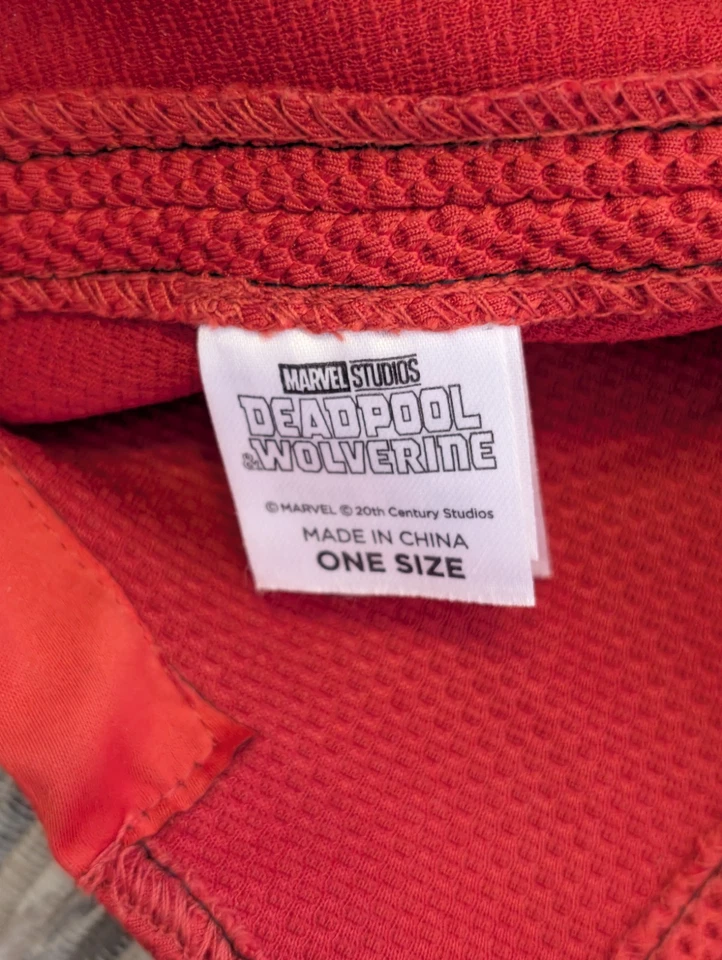 MARVEL STUDIOS
DEADPOOL
&WOLVERINE
© MARVEL © 20th Century Studios
MADE IN CHINA
ONE SIZE